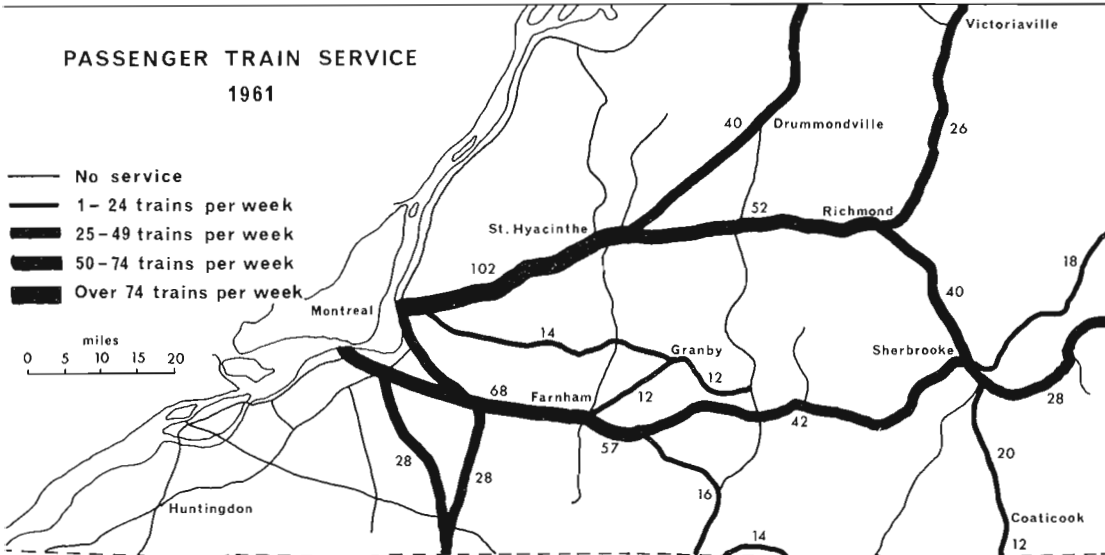 PASSENGER TRAIN SERVICE
1961
No service
1-24 trains per week
25-49 trains per week
50-74 trains per week
Over 74 trains per week
miles
0 5 10 15 20
Victoriaville
40
Drummondville
26
St. Hyacinthe
52
Richmond
102
18
Montreal
40
14
Granby
Sherbrooke
12
68
Farnham
12
28
42
57
28
28
20
16
Huntingdon
Coaticook
14
12